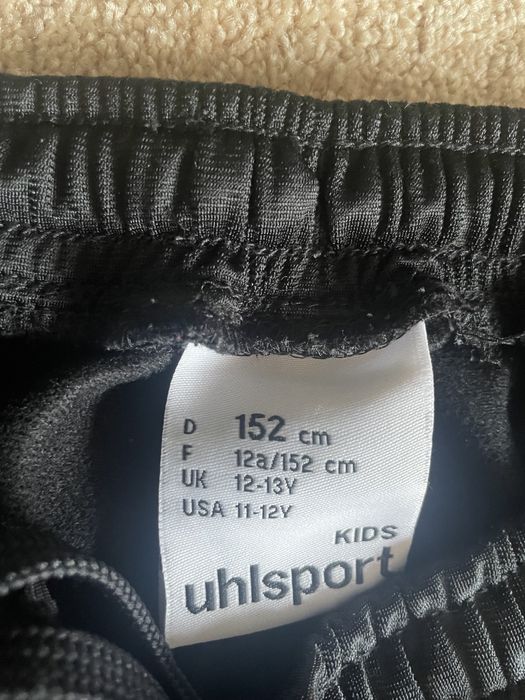 D 152 cm
F 12a/152 cm
UK 12-13Y
USA 11-12Y
KIDS
uhlsport